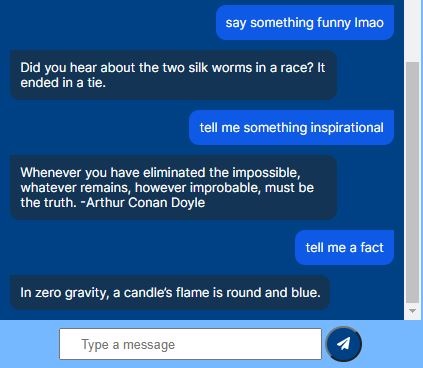 say something funny lmao
Did you hear about the two silk worms in a race? It
ended in a tie.
tell me something inspirational
Whenever you have eliminated the impossible,
whatever remains, however improbable, must be
the truth. -Arthur Conan Doyle
tell me a fact
In zero gravity, a candle's flame is round and blue.
Type a message